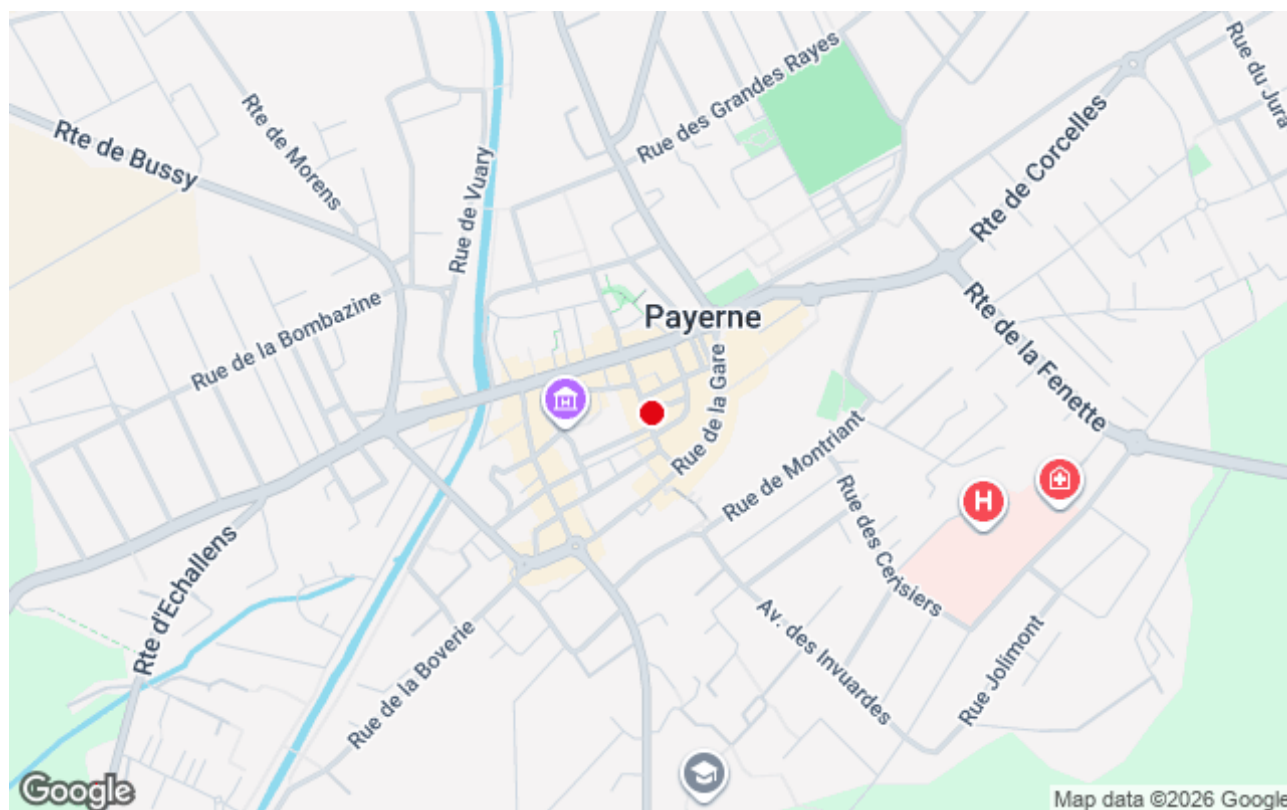 Rue des Grandes Rayes
Rue du Jura
Rte de Morens
Rte de Bussy
Rue de Vuary
Rte de Corcelles
Rue de la Bombazine
Payerne
Rte de la Fenette
Rue de la Gare
H
Rue de Montriant
Rue des Cerisiers
H
Rte d'Echallens
Av. des Invuardes
Rue de la Boverie
Rue Jolimont
Google
Map data ©2026 Google